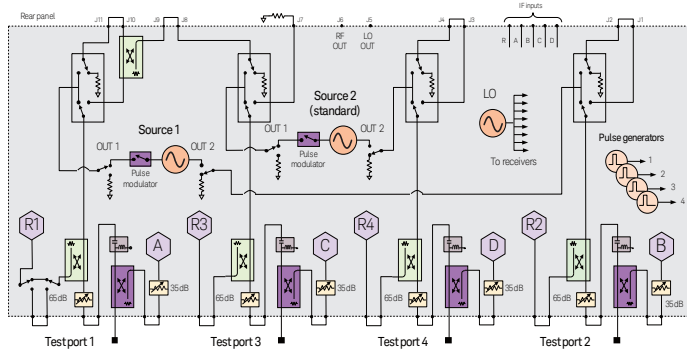 Rear panel
J11
J10
J9
J8
J7
J6
J5
J4
J3
IF inputs
J2
J1
RF
OUT
LO
OUT
R
A
B
C
D
Source 1
OUT 1
OUT 2
Pulse
modulator
Source 2
(standard)
OUT 1
OUT 2
Pulse
modulator
LO
To receivers
Pulse generators
1
2
3
4
R1
A
R3
C
R4
D
R2
B
65dB
35dB
65dB
35dB
65dB
35dB
65dB
35dB
Test port 1
Test port 3
Test port 4
Test port 2